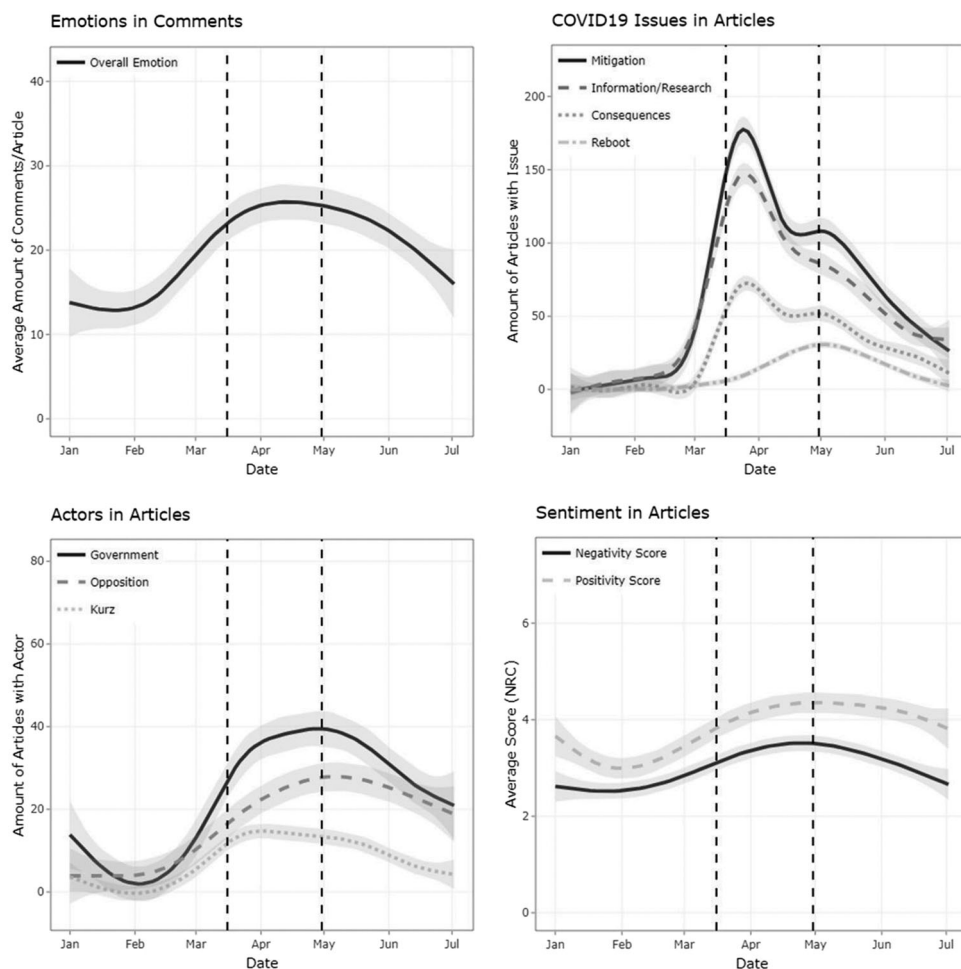 Emotions in Comments
Overall Emotion
40
30
20
10
0
Average Amount of Comments/Article
Jan Feb Mar Apr May Jun Jul
Date
COVID19 Issues in Articles
Mitigation
Information/Research
Consequences
Reboot
200
150
100
50
0
Amount of Articles with Issue
Jan Feb Mar Apr May Jun Jul
Date
Actors in Articles
Government
Opposition
Kurz
80
60
40
20
0
Amount of Articles with Actor
Jan Feb Mar Apr May Jun Jul
Date
Sentiment in Articles
Negativity Score
Positivity Score
6
4
2
0
Average Score (NRC)
Jan Feb Mar Apr May Jun Jul
Date